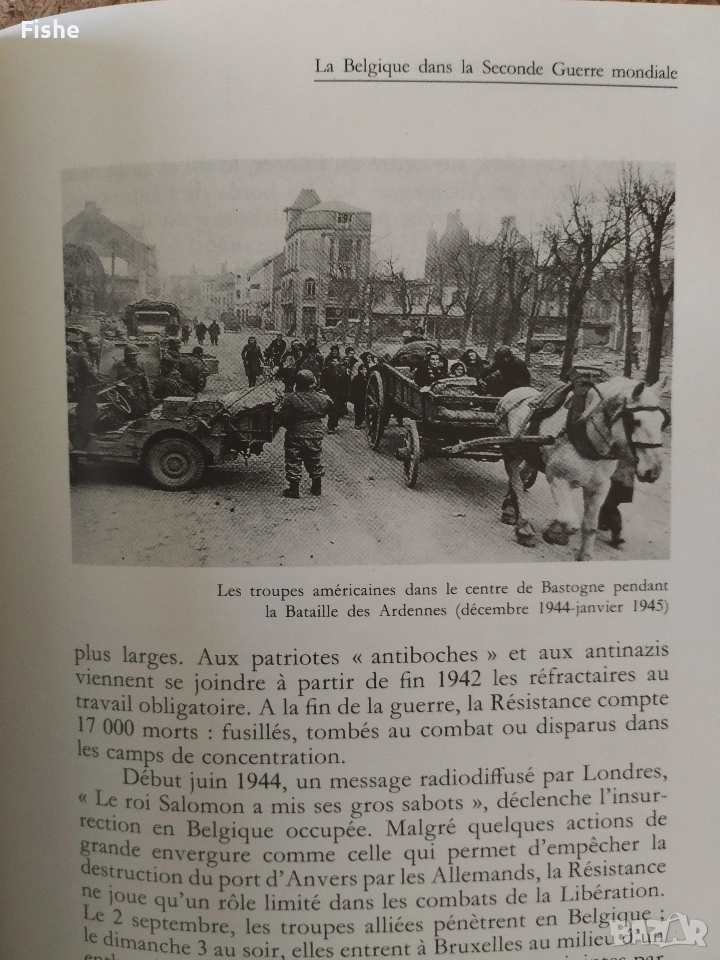 Fishe
La Belgique dans la Seconde Guerre mondiale
Les troupes américaines dans le centre de Bastogne pendant
la Bataille des Ardennes (décembre 1944-janvier 1945)
plus larges. Aux patriotes « antiboches » et aux antinazis
viennent se joindre à partir de fin 1942 les réfractaires au
travail obligatoire. A la fin de la guerre, la Résistance compte
17 000 morts : fusillés, tombés au combat ou disparus dans
les camps de concentration.
Début juin 1944, un message radiodiffusé par Londres,
« Le roi Salomon a mis ses gros sabots », déclenche l'insur-
rection en Belgique occupée. Malgré quelques actions de
grande envergure comme celle qui permet d'empêcher la
destruction du port d'Anvers par les Allemands, la Résistance
ne joue qu'un rôle limité dans les combats de la Libération.
Le 2 septembre, les troupes alliées pénètrent en Belgique ;
le dimanche 3 au soir, elles entrent à Bruxelles au milieu d'un
BAZAR